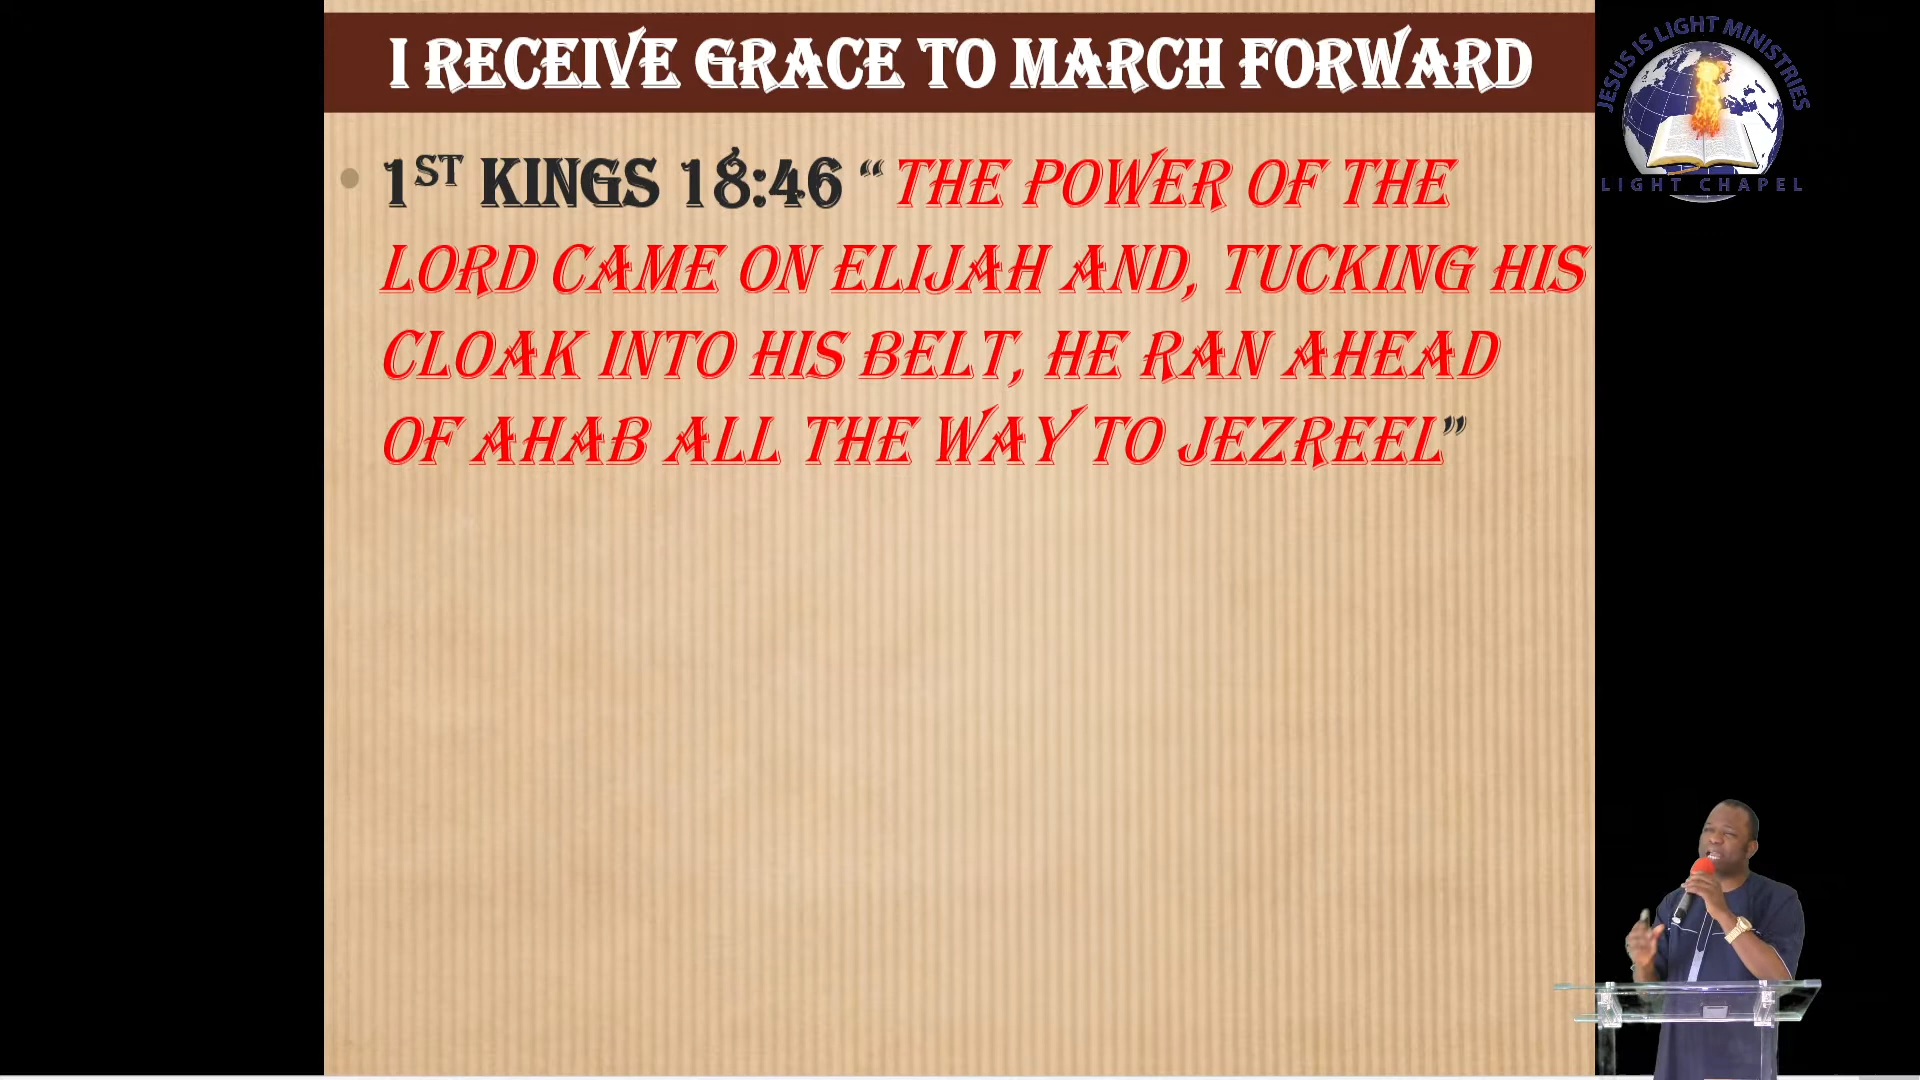 I RECEIVE GRACE TO MARCH FORWARD
1ST KINGS 18:46 “ THE POWER OF THE
LORD CAME ON ELIJAH AND, TUCKING HIS
CLOAK INTO HIS BELT, HE RAN AHEAD
OF AHAB ALL THE WAY TO JEZREEL”
JESUS IS LIGHT MINISTRIES
LIGHT CHAPEL